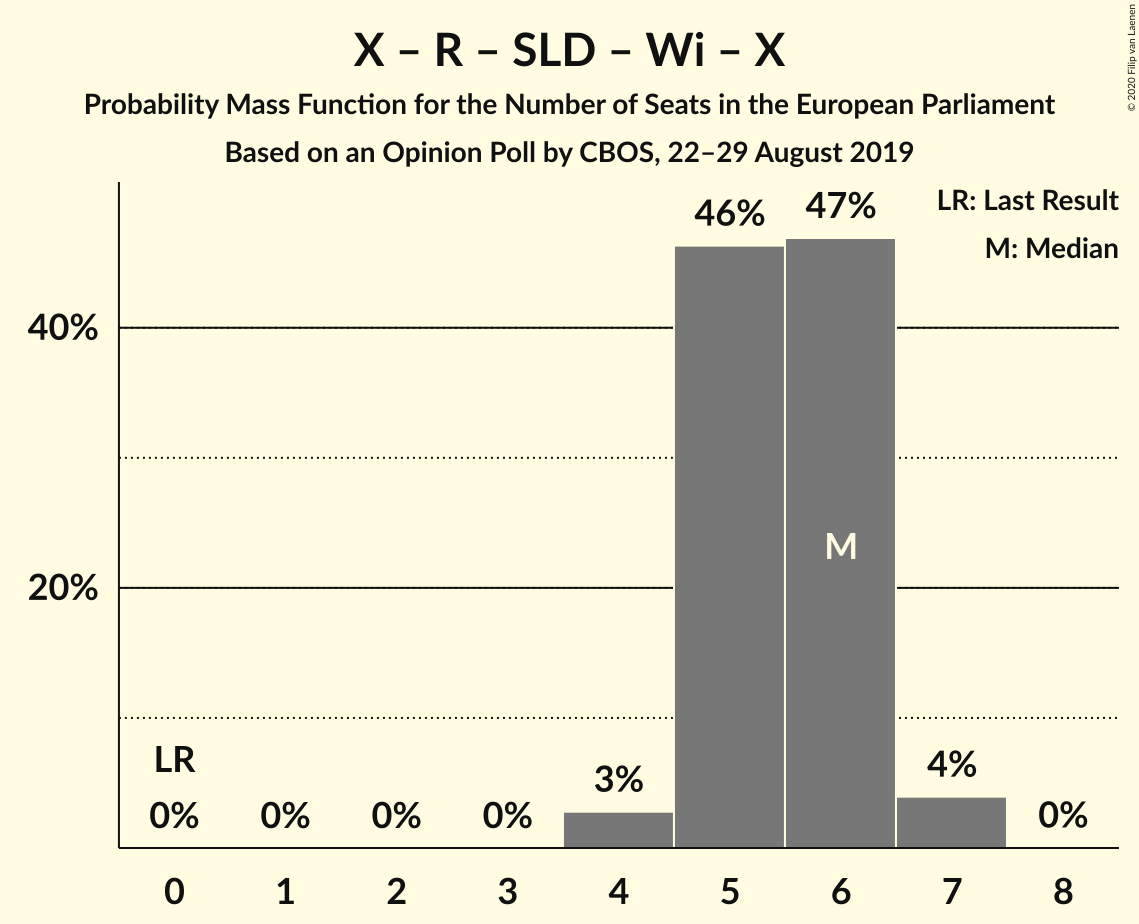 X – R – SLD – Wi – X
Probability Mass Function for the Number of Seats in the European Parliament
Based on an Opinion Poll by CBOS, 22–29 August 2019
© 2020 Filip van Laenen
LR: Last Result
M: Median
46%
47%
40%
20%
M
LR
0%
0%
0%
0%
3%
4%
0%
0
1
2
3
4
5
6
7
8